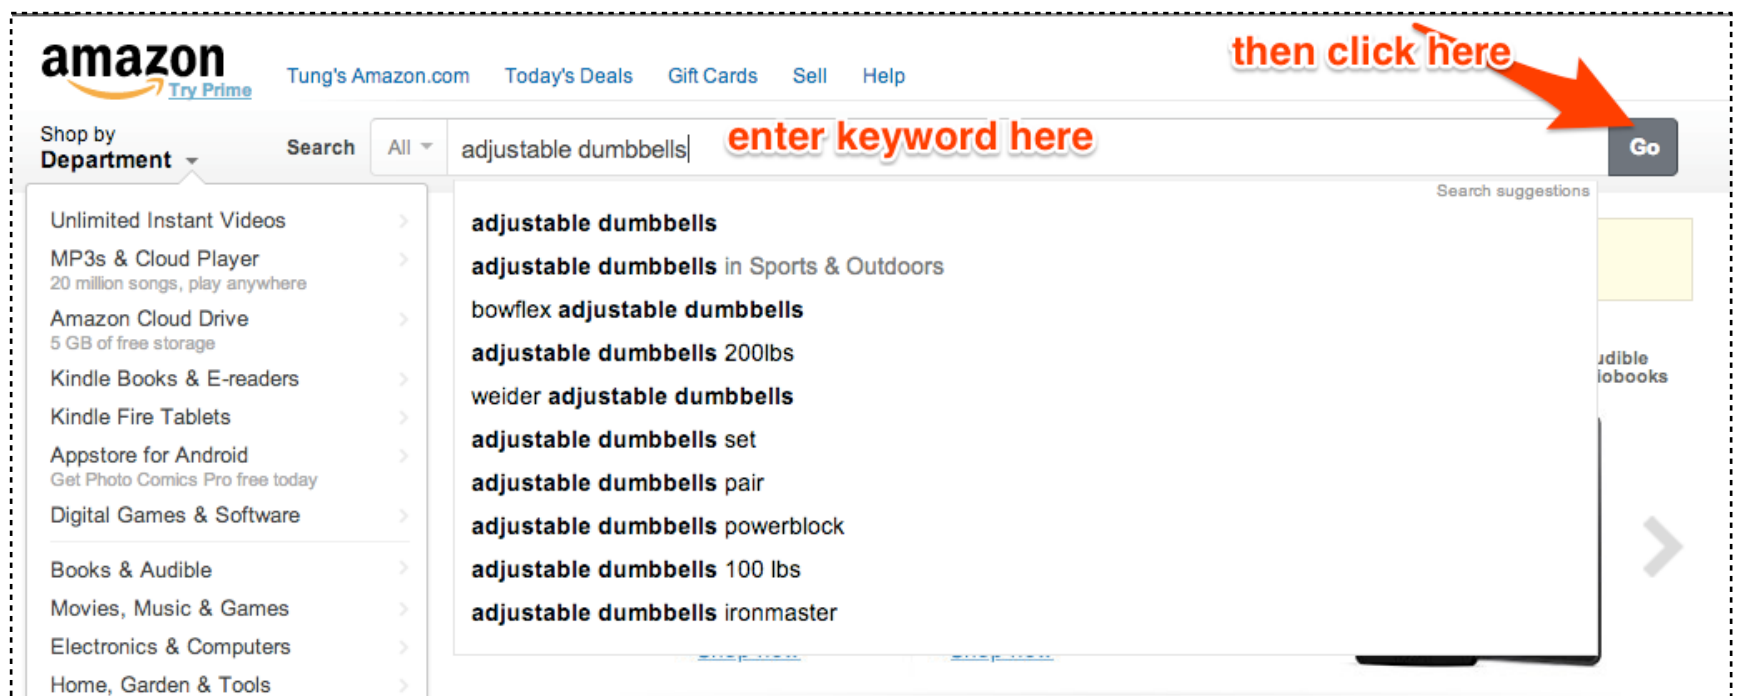 amazon
Try Prime
Tung's Amazon.com Today's Deals Gift Cards Sell Help
then click here
Shop by
Department
Search All adjustable dumbbells enter keyword here Go
Search suggestions
adjustable dumbbells
adjustable dumbbells in Sports & Outdoors
bowflex adjustable dumbbells
adjustable dumbbells 200lbs
weider adjustable dumbbells
adjustable dumbbells set
adjustable dumbbells pair
adjustable dumbbells powerblock
adjustable dumbbells 100 lbs
adjustable dumbbells ironmaster
Unlimited Instant Videos
MP3s & Cloud Player
20 million songs, play anywhere
Amazon Cloud Drive
5 GB of free storage
Kindle Books & E-readers
Kindle Fire Tablets
Appstore for Android
Get Photo Comics Pro free today
Digital Games & Software
Books & Audible
Movies, Music & Games
Electronics & Computers
Home, Garden & Tools